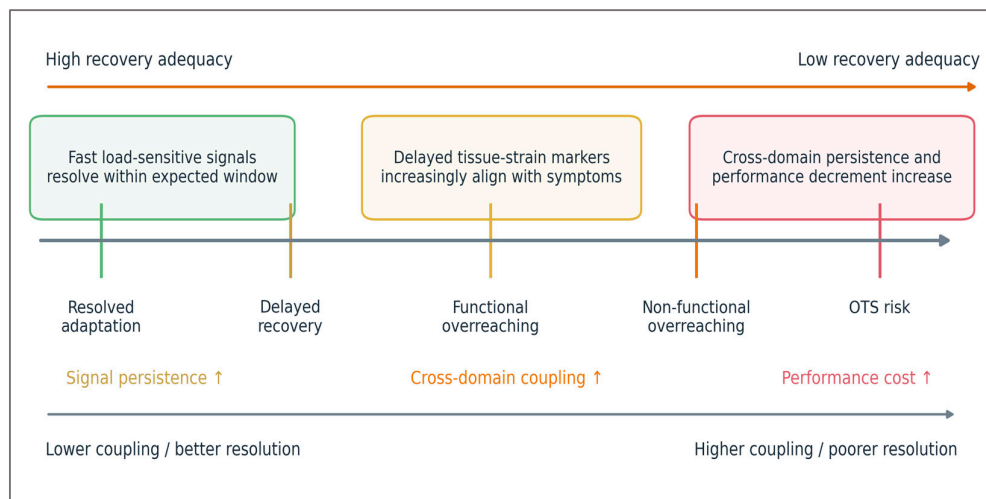 High recovery adequacy
Low recovery adequacy
Fast load-sensitive signals
resolve within expected window
Delayed tissue-strain markers
increasingly align with symptoms
Cross-domain persistence and
performance decrement increase
Resolved
adaptation
Delayed
recovery
Functional
overreaching
Non-functional
overreaching
OTS risk
Signal persistence ↑
Cross-domain coupling ↑
Performance cost ↑
Lower coupling / better resolution
Higher coupling / poorer resolution